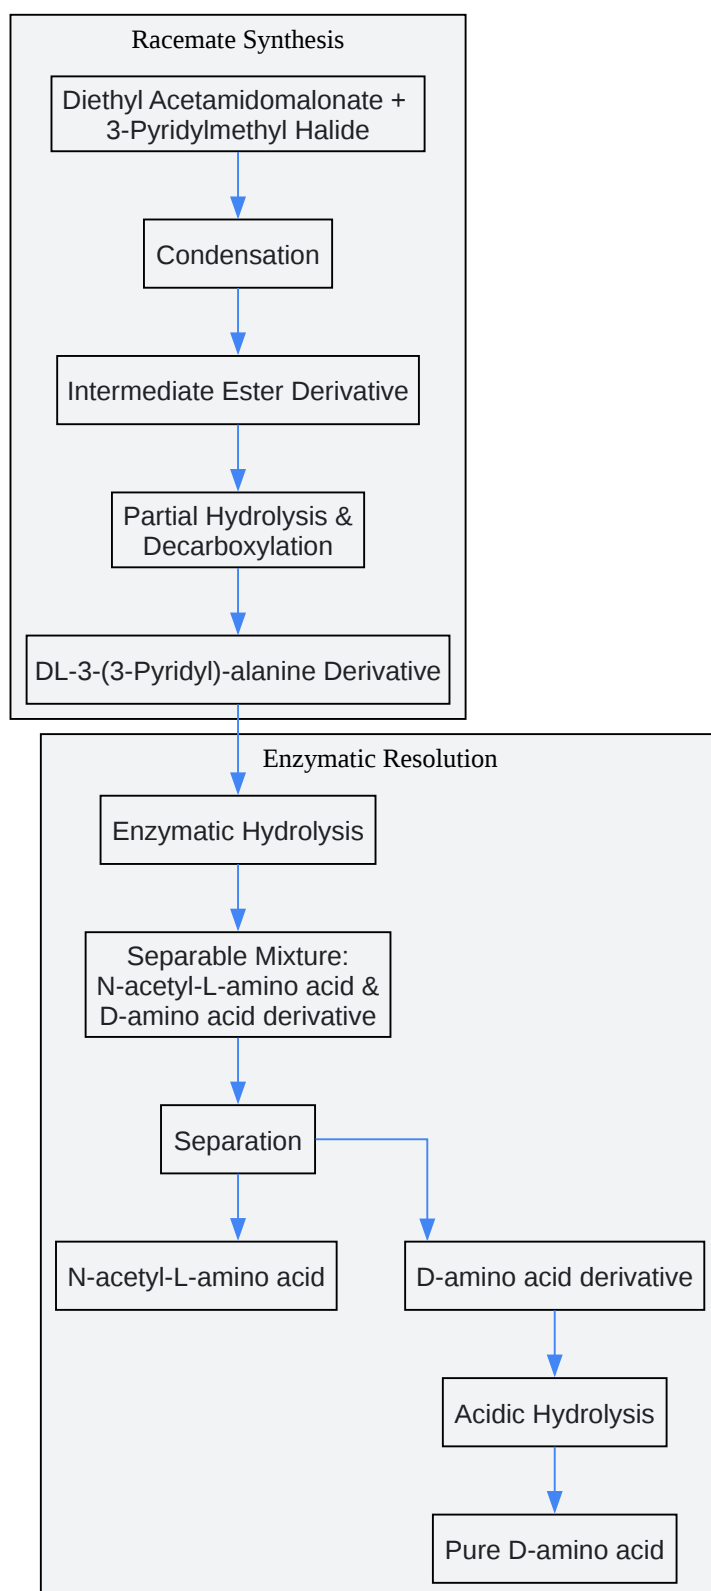 Racemate Synthesis
Diethyl Acetamidomalonate +
3-Pyridylmethyl Halide
Condensation
Intermediate Ester Derivative
Partial Hydrolysis &
Decarboxylation
DL-3-(3-Pyridyl)-alanine Derivative
Enzymatic Resolution
Enzymatic Hydrolysis
Separable Mixture:
N-acetyl-L-amino acid &
D-amino acid derivative
Separation
N-acetyl-L-amino acid
D-amino acid derivative
Acidic Hydrolysis
Pure D-amino acid